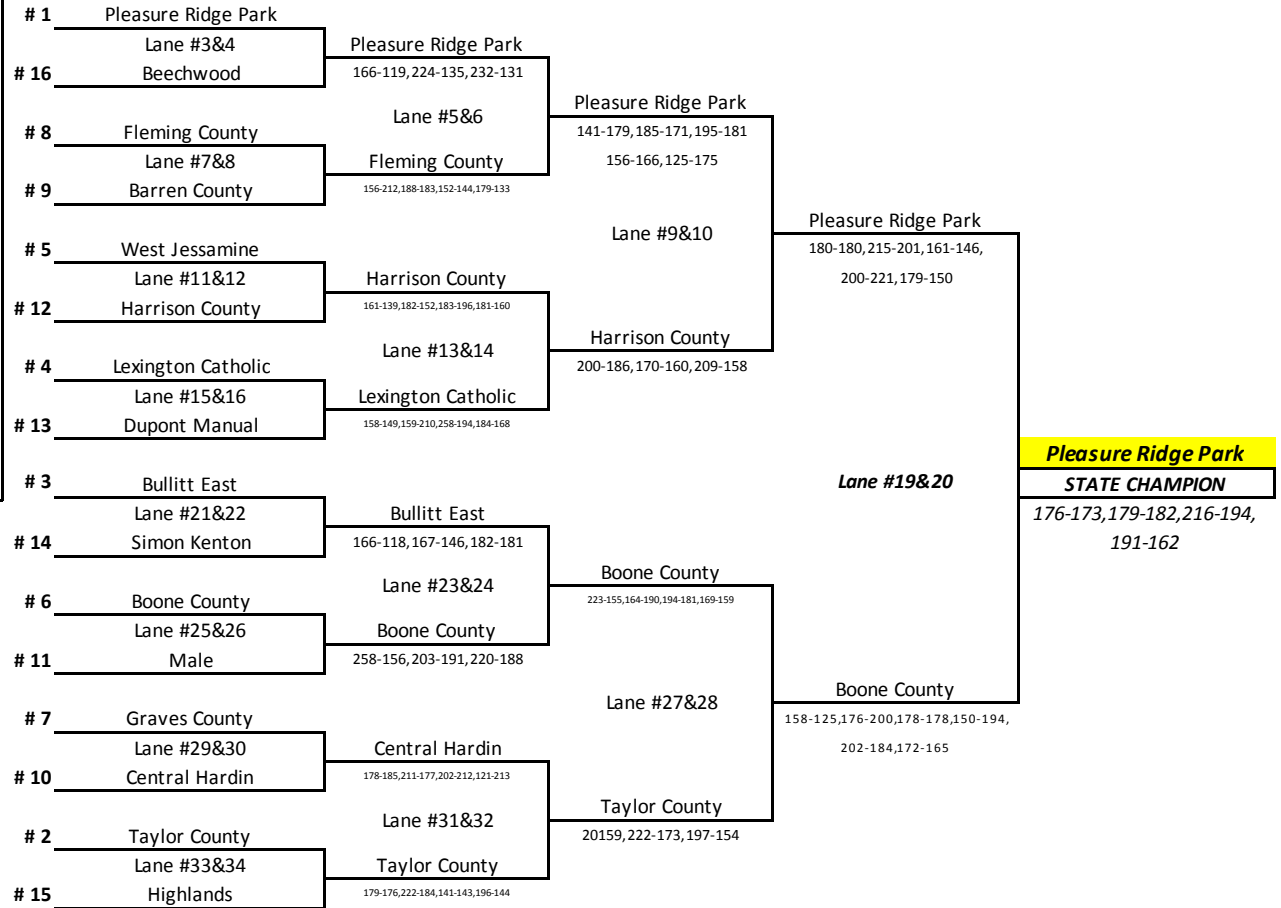 # 1 Pleasure Ridge Park
Lane #3&4
# 16 Beechwood
# 8 Fleming County
Lane #7&8
# 9 Barren County
# 5 West Jessamine
Lane #11&12
# 12 Harrison County
# 4 Lexington Catholic
Lane #15&16
# 13 Dupont Manual
# 3 Bullitt East
Lane #21&22
# 14 Simon Kenton
# 6 Boone County
Lane #25&26
# 11 Male
# 7 Graves County
Lane #29&30
# 10 Central Hardin
# 2 Taylor County
Lane #33&34
# 15 Highlands
Pleasure Ridge Park
166-119,224-135,232-131
Lane #5&6
Fleming County
156-212,188-183,152-144,179-133
Harrison County
161-139,182-152,183-196,181-160
Lane #13&14
Lexington Catholic
158-149,159-210,258-194,184-168
Bullitt East
166-118,167-146,182-181
Lane #23&24
Boone County
258-156,203-191,220-188
Central Hardin
178-185,211-177,202-212,121-213
Lane #31&32
Taylor County
179-176,222-184,141-143,196-144
Pleasure Ridge Park
141-179,185-171,195-181
156-166,125-175
Lane #9&10
Harrison County
200-186,170-160,209-158
Boone County
223-155,164-190,194-181,169-159
Lane #27&28
Taylor County
20159,222-173,197-154
Pleasure Ridge Park
180-180,215-201,161-146,
200-221,179-150
Lane #19&20
Boone County
158-125,176-200,178-178,150-194,
202-184,172-165
Pleasure Ridge Park
STATE CHAMPION
176-173,179-182,216-194,
191-162